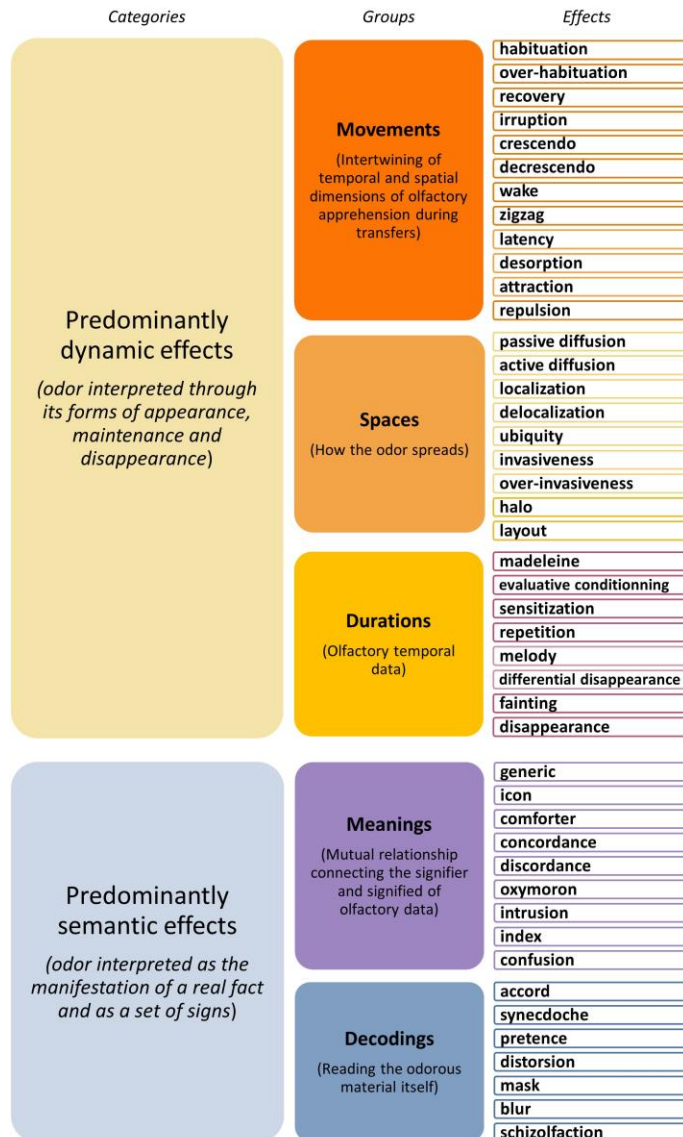 Categories
Groups
Effects
Predominantly
dynamic effects
(odor interpreted through
its forms of appearance,
maintenance and
disappearance)
Movements
(Intertwining of
temporal and spatial
dimensions of olfactory
apprehension during
transfers)
habituation
over-habituation
recovery
irruption
crescendo
decrescendo
wake
zigzag
latency
desorption
attraction
repulsion
Spaces
(How the odor spreads)
passive diffusion
active diffusion
localization
delocalization
ubiquity
invasiveness
over-invasiveness
halo
layout
Durations
(Olfactory temporal
data)
madeleine
evaluative conditionning
sensitization
repetition
melody
differential disappearance
fainting
disappearance
Predominantly
semantic effects
(odor interpreted as the
manifestation of a real fact
and as a set of signs)
Meanings
(Mutual relationship
connecting the signifier
and signified of
olfactory data)
generic
icon
comforter
concordance
discordance
oxymoron
intrusion
index
confusion
Decodings
(Reading the odorous
material itself)
accord
synecdoche
pretence
distorsion
mask
blur
schizolfaction